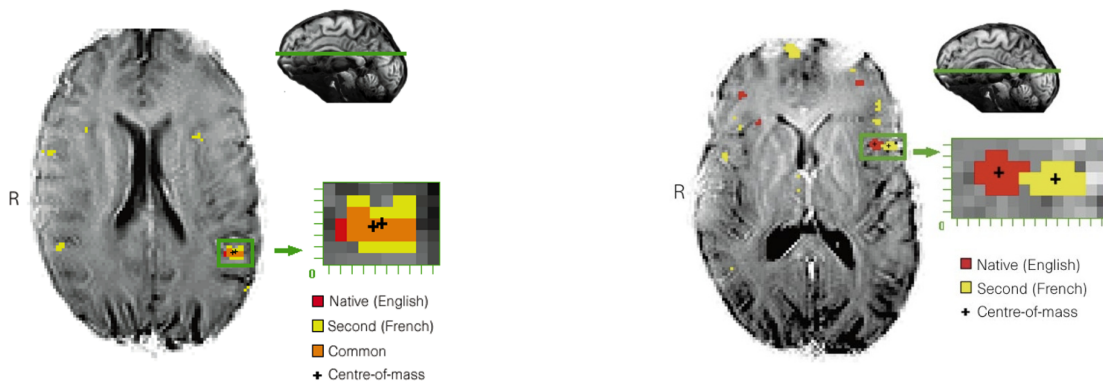 R
0
Native (English)
Second (French)
Common
Centre-of-mass
R
0
Native (English)
Second (French)
Centre-of-mass